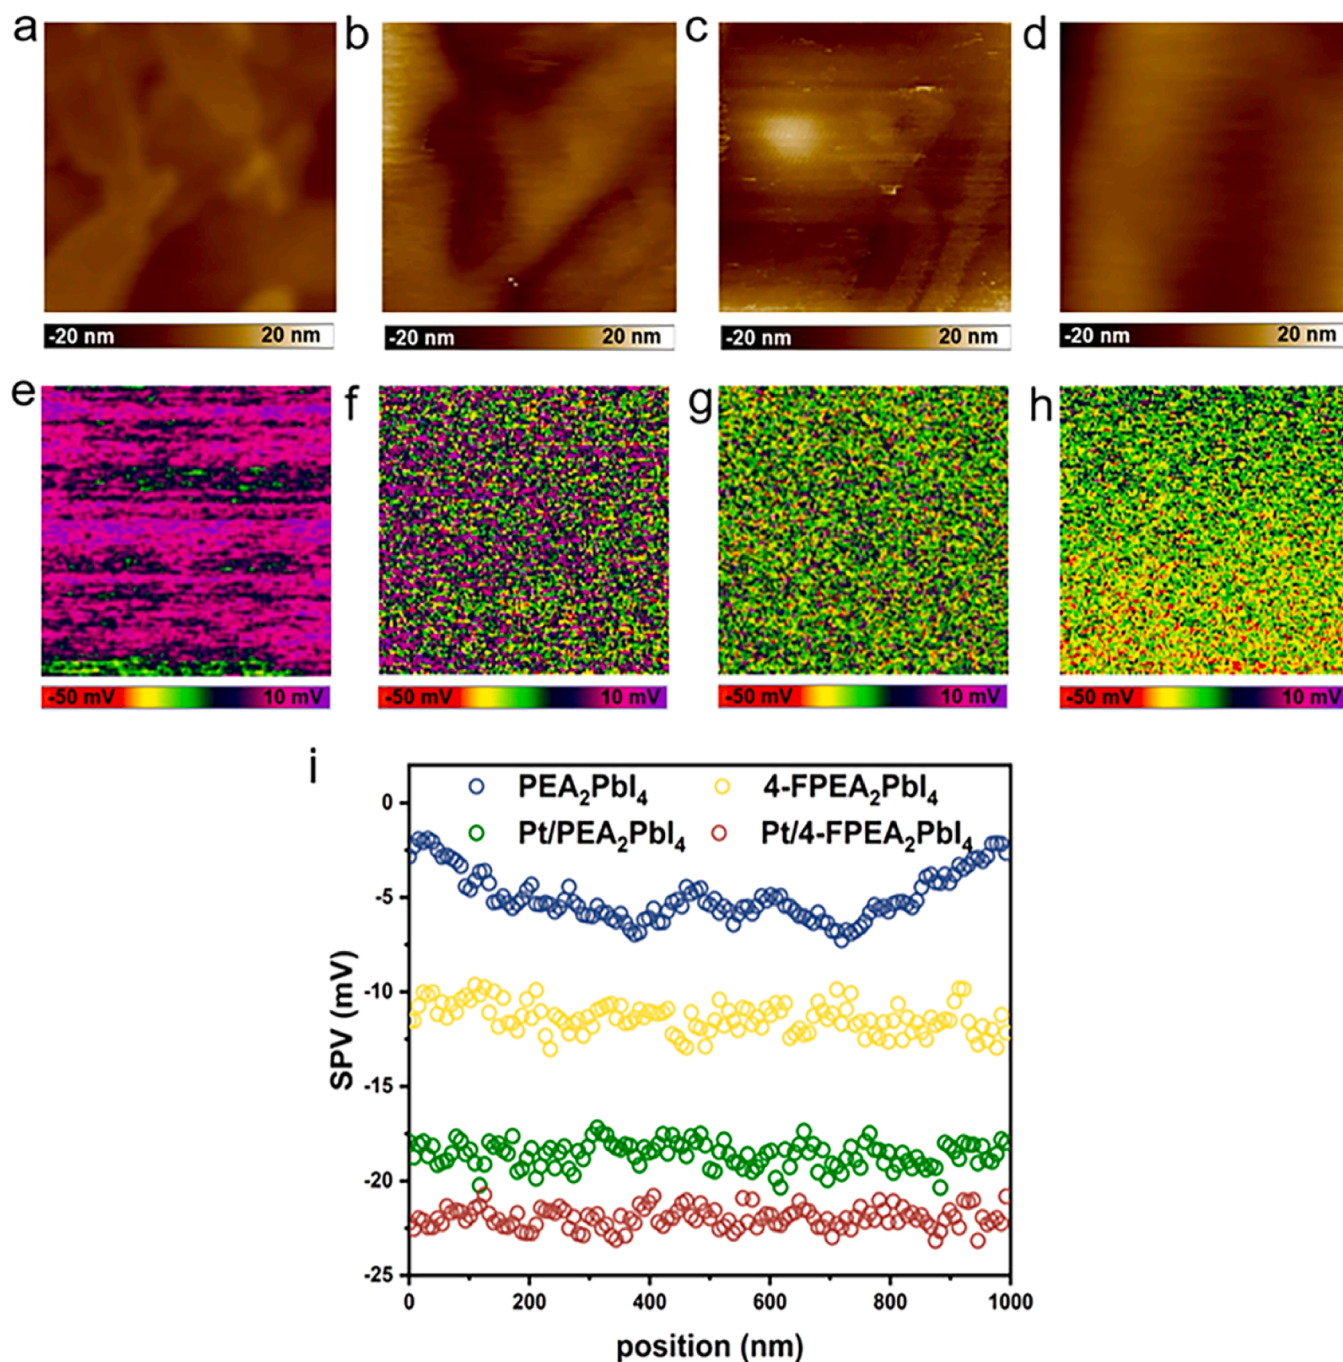 a b c d
-20 nm 20 nm -20 nm 20 nm -20 nm 20 nm -20 nm 20 nm
e f g h
-50 mV 10 mV -50 mV 10 mV -50 mV 10 mV -50 mV 10 mV
i
PEA₂PbI₄ 4-FPEA₂PbI₄
Pt/PEA₂PbI₄ Pt/4-FPEA₂PbI₄
0
-5
-10
-15
-20
-25
SPV (mV)
0 200 400 600 800 1000
position (nm)